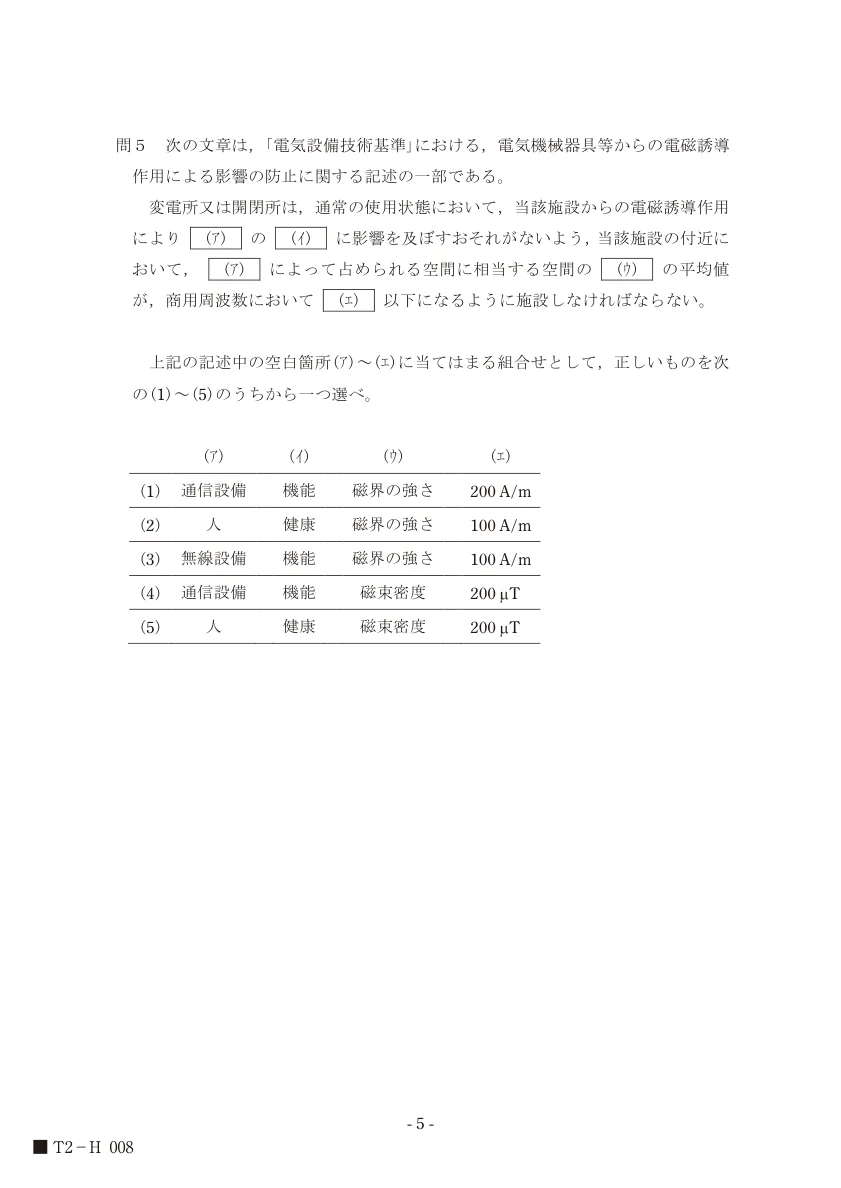 問5 次の文章は,「電気設備技術基準」における,電気機械器具等からの電磁誘導
作用による影響の防止に関する記述の一部である。
変電所又は開閉所は,通常の使用状態において,当該施設からの電磁誘導作用
により (ｱ) の (ｲ) に影響を及ぼすおそれがないよう,当該施設の付近に
おいて, (ｱ) によって占められる空間に相当する空間の (ｳ) の平均値
が,商用周波数において (ｴ) 以下になるように施設しなければならない。
上記の記述中の空白箇所(ｱ)～(ｴ)に当てはまる組合せとして,正しいものを次
の(1)～(5)のうちから一つ選べ。
(ｱ) (ｲ) (ｳ) (ｴ)
(1) 通信設備 機能 磁界の強さ 200 A/m
(2) 人 健康 磁界の強さ 100 A/m
(3) 無線設備 機能 磁界の強さ 100 A/m
(4) 通信設備 機能 磁束密度 200 μT
(5) 人 健康 磁束密度 200 μT
- 5 -
■ T2－H 008